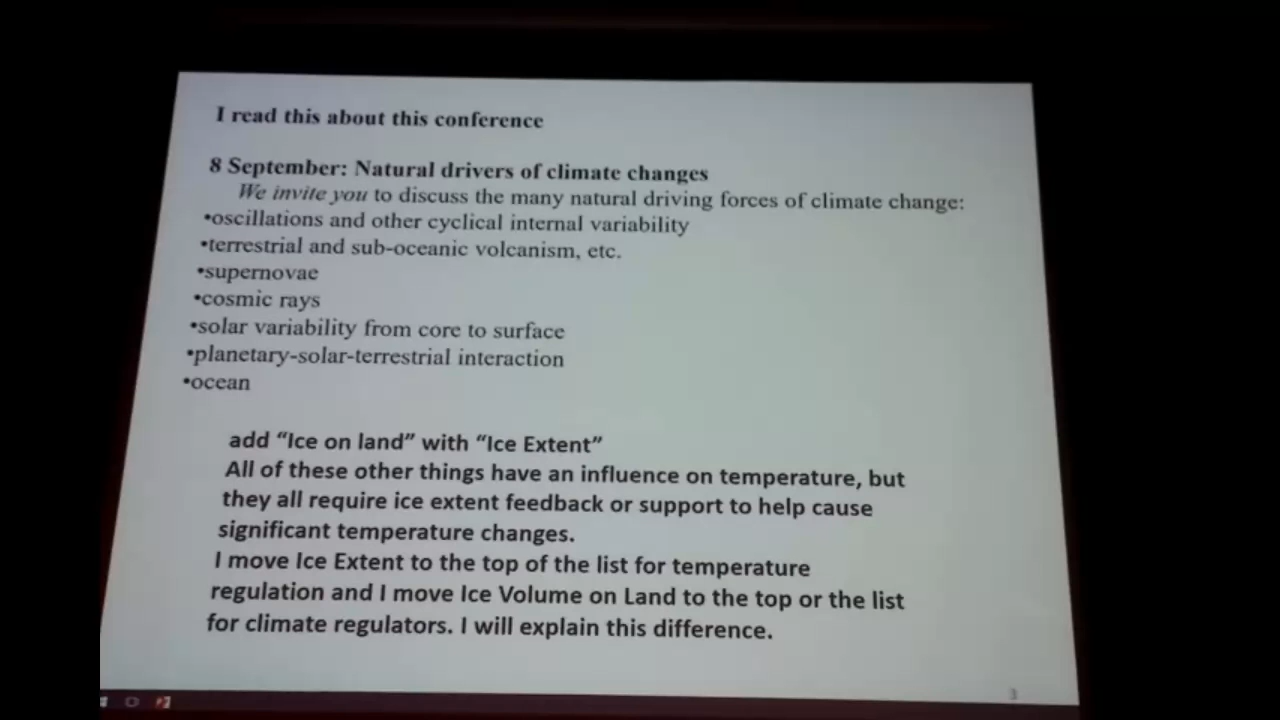 I read this about this conference
8 September: Natural drivers of climate changes
We invite you to discuss the many natural driving forces of climate change:
•oscillations and other cyclical internal variability
•terrestrial and sub-oceanic volcanism, etc.
•supernovae
•cosmic rays
•solar variability from core to surface
•planetary-solar-terrestrial interaction
•ocean
add “Ice on land” with “Ice Extent”
All of these other things have an influence on temperature, but
they all require ice extent feedback or support to help cause
significant temperature changes.
I move Ice Extent to the top of the list for temperature
regulation and I move Ice Volume on Land to the top or the list
for climate regulators. I will explain this difference.
3